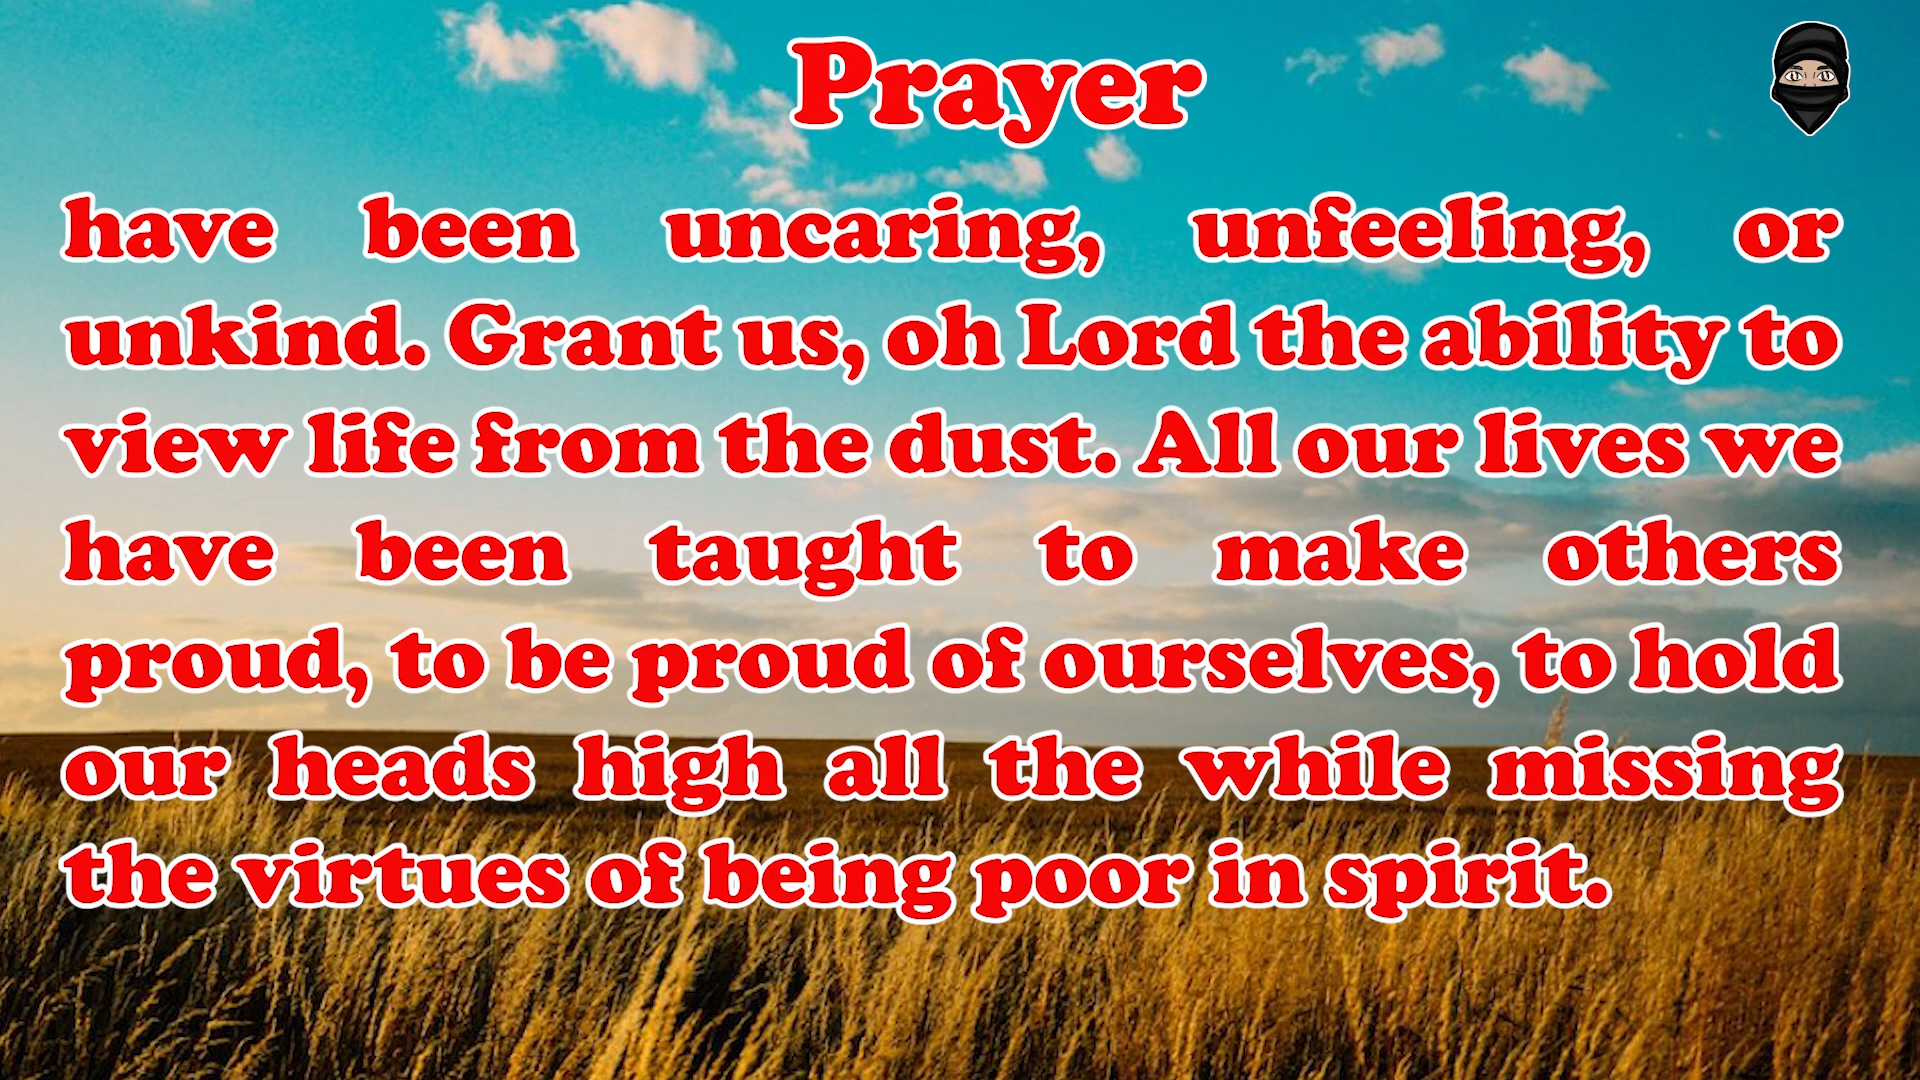 Prayer
have been uncaring, unfeeling, or
unkind. Grant us, oh Lord the ability to
view life from the dust. All our lives we
have been taught to make others
proud, to be proud of ourselves, to hold
our heads high all the while missing
the virtues of being poor in spirit.